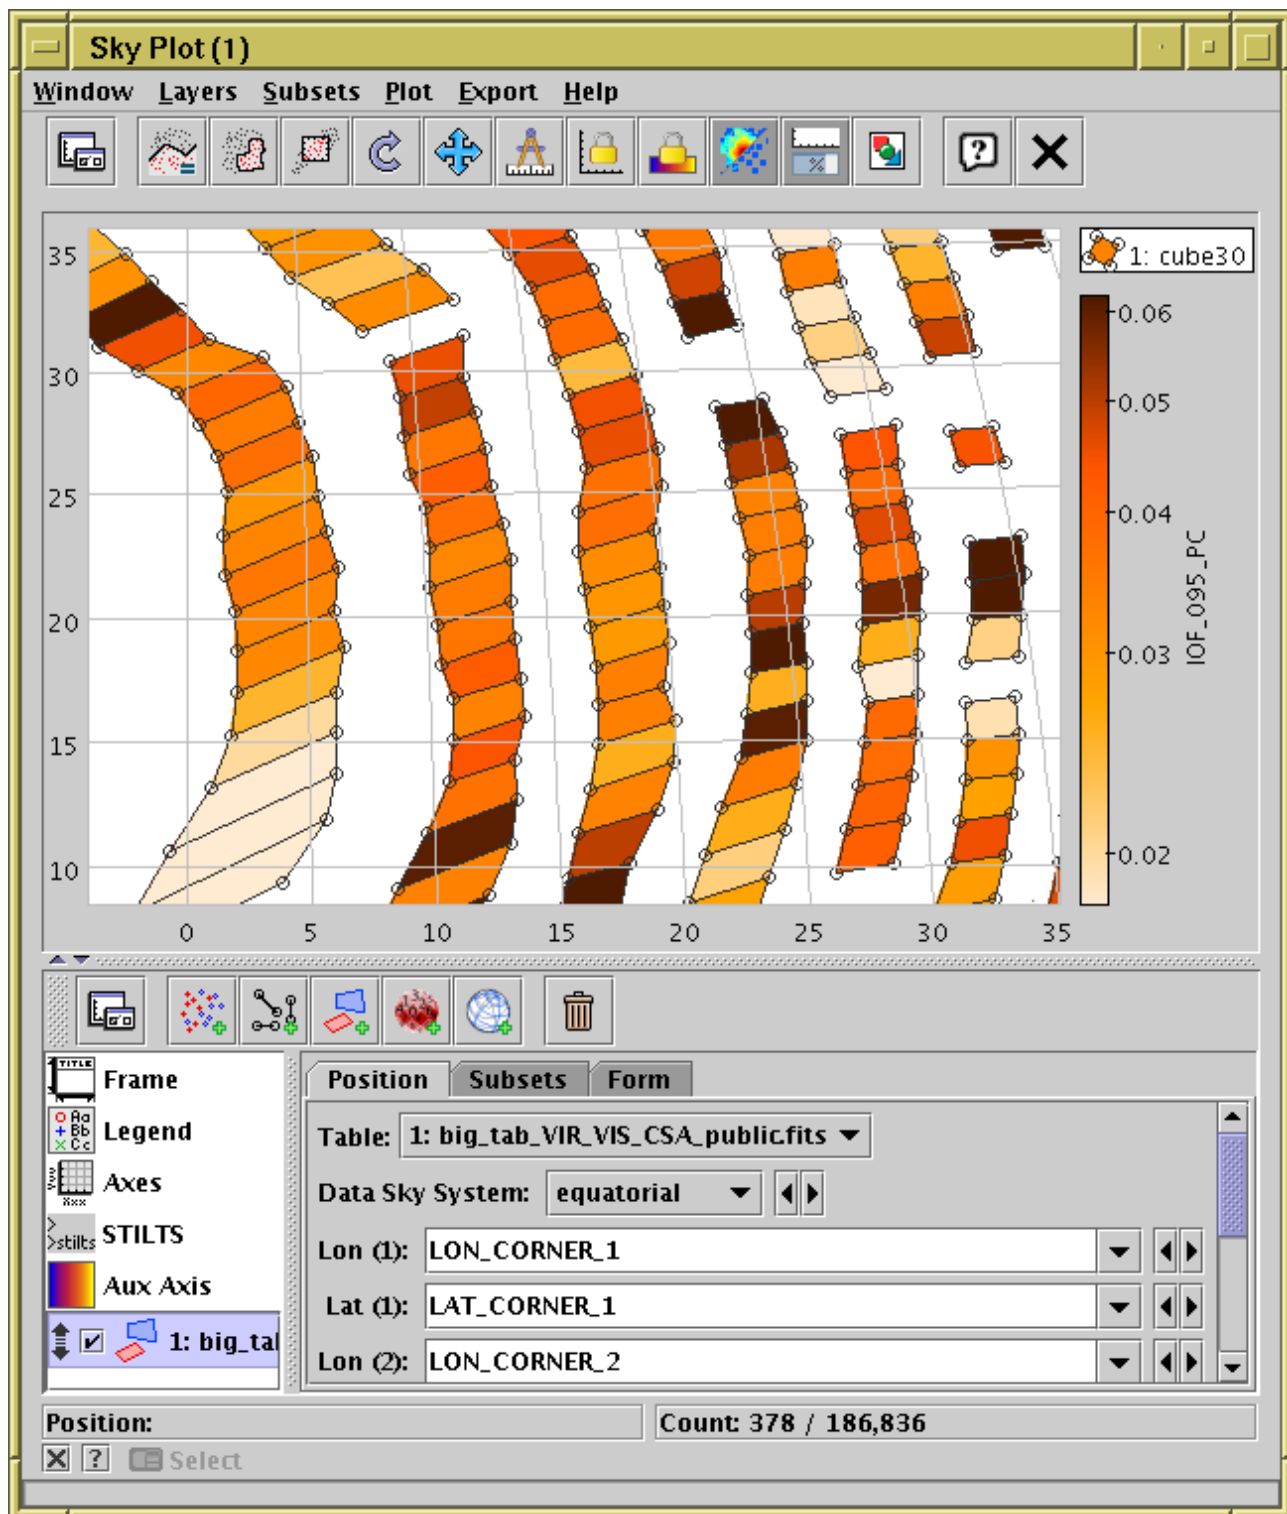 Sky Plot (1)
Window Layers Subsets Plot Export Help
1: cube30
35
30
25
20
15
10
0 5 10 15 20 25 30 35
0.06
0.05
0.04
0.03
0.02
IOF_095_PC
Frame
Legend
Axes
STILTS
Aux Axis
1: big_tal
Position Subsets Form
Table: 1: big_tab_VIR_VIS_CSA_public.fits
Data Sky System: equatorial
Lon (1): LON_CORNER_1
Lat (1): LAT_CORNER_1
Lon (2): LON_CORNER_2
Position:
Count: 378 / 186,836
Select